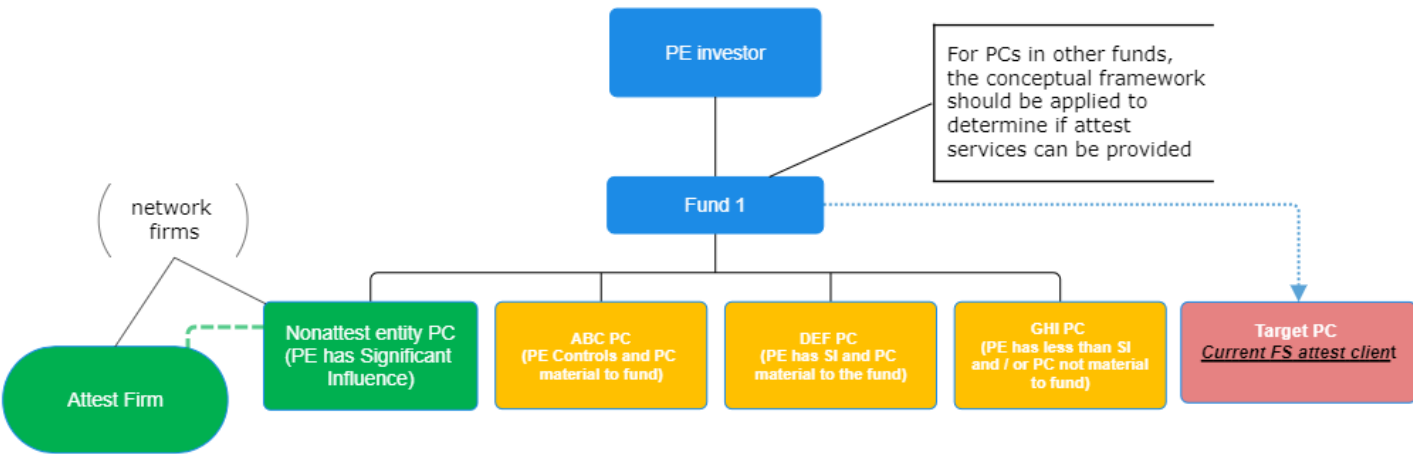 PE investor
For PCs in other funds,
the conceptual framework
should be applied to
determine if attest
services can be provided
Fund 1
network
firms
Nonattest entity PC
(PE has Significant
Influence)
ABC PC
(PE Controls and PC
material to fund)
DEF PC
(PE has SI and PC
material to the fund)
GHI PC
(PE has less than SI
and / or PC not material
to fund)
Target PC
Current FS attest client
Attest Firm